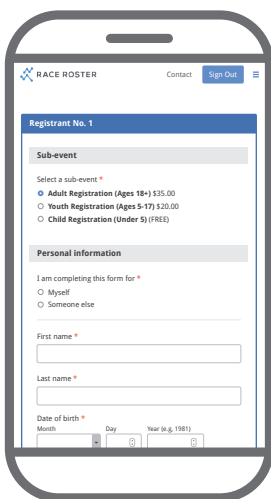 RACE ROSTER Contact Sign Out
Registrant No. 1
Sub-event
Select a sub-event *
Adult Registration (Ages 18+) $35.00
Youth Registration (Ages 5-17) $20.00
Child Registration (Under 5) (FREE)
Personal information
I am completing this form for *
Myself
Someone else
First name *
Last name *
Date of birth *
Month Day Year (e.g. 1981)